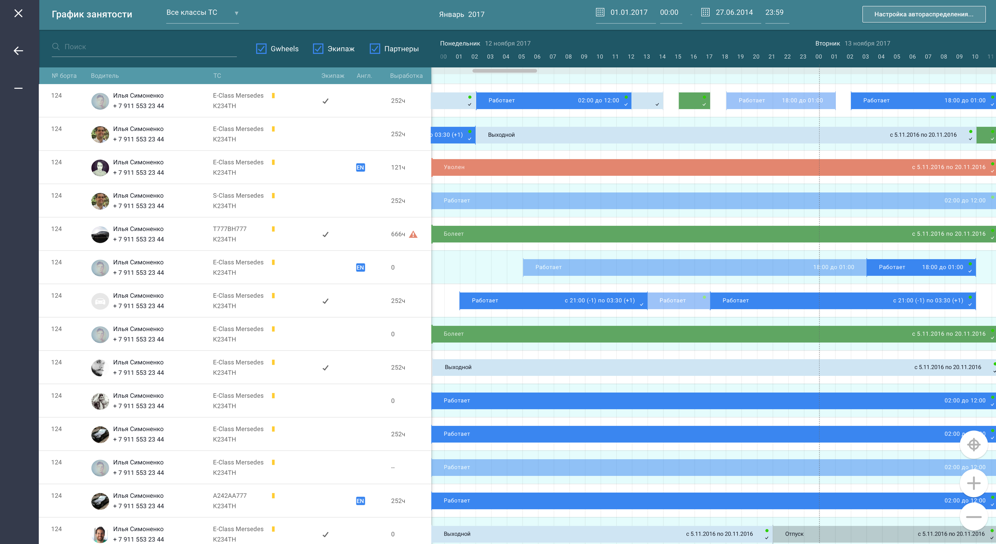 График занятости
Все классы ТС
Январь 2017
01.01.2017 00:00 . 27.06.2014 23:59
Настройка автораспределения...
Поиск
Gwheels Экипаж Партнеры
Понедельник 12 ноября 2017
Вторник 13 ноября 2017
00 01 02 03 04 05 06 07 08 09 10 11 12 13 14 15 16 17 18 19 20 21 22 23 00 01 02 03 04 05 06 07 08 09 10 11
№ борта Водитель ТС Экипаж Англ. Выработка
124 Илья Симоненко E-Class Mersedes 252ч
+ 7 911 553 23 44 K234TH
Работает 02:00 до 12:00 Работает 18:00 до 01:00 Работает 18:00 до 01:00
124 Илья Симоненко E-Class Mersedes 252ч
+ 7 911 553 23 44 K234TH
о 03:30 (+1) Выходной с 5.11.2016 по 20.11.2016
124 Илья Симоненко E-Class Mersedes EN 121ч
+ 7 911 553 23 44 K234TH
Уволен с 5.11 2016 по 20.11.2016
124 Илья Симоненко S-Class Mersedes 252ч
+ 7 911 553 23 44 K234TH
Работает 02:00 до 12:00
124 Илья Симоненко T777BH777 666ч
+ 7 911 553 23 44 K234TH
Болеет с 5.11.2016 по 20.11.2016
124 Илья Симоненко E-Class Mersedes EN 0
+ 7 911 553 23 44 K234TH
Работает 18:00 до 01:00 Работает 18:00 до 01:00
124 Илья Симоненко E-Class Mersedes 252ч
+ 7 911 553 23 44 K234TH
Работает с 21:00 (-1) по 03:30 (+1) Работает Работает с 21:00 (-1) по 03:30 (+1)
124 Илья Симоненко E-Class Mersedes 0
+ 7 911 553 23 44 K234TH
Болеет с 5.11.2016 по 20.11.2016
124 Илья Симоненко E-Class Mersedes 252ч
+ 7 911 553 23 44 K234TH
Выходной с 5.11.2016 по 20.11.2016
124 Илья Симоненко E-Class Mersedes 0
+ 7 911 553 23 44 K234TH
Работает 02:00 до 12:00
124 Илья Симоненко E-Class Mersedes 252ч
+ 7 911 553 23 44 K234TH
Работает 02:00
124 Илья Симоненко E-Class Mersedes ~
+ 7 911 553 23 44 K234TH
Работает 02:00 до 12:00
124 Илья Симоненко A242AA777 EN 252ч
+ 7 911 553 23 44 K234TH
Работает 02:00 до 12:00
124 Илья Симоненко E-Class Mersedes 252ч
+ 7 911 553 23 44 K234TH
Выходной с 5.11.2016 по 20.11.2016 Отпуск с 5.11.2016 по 20.11.2016